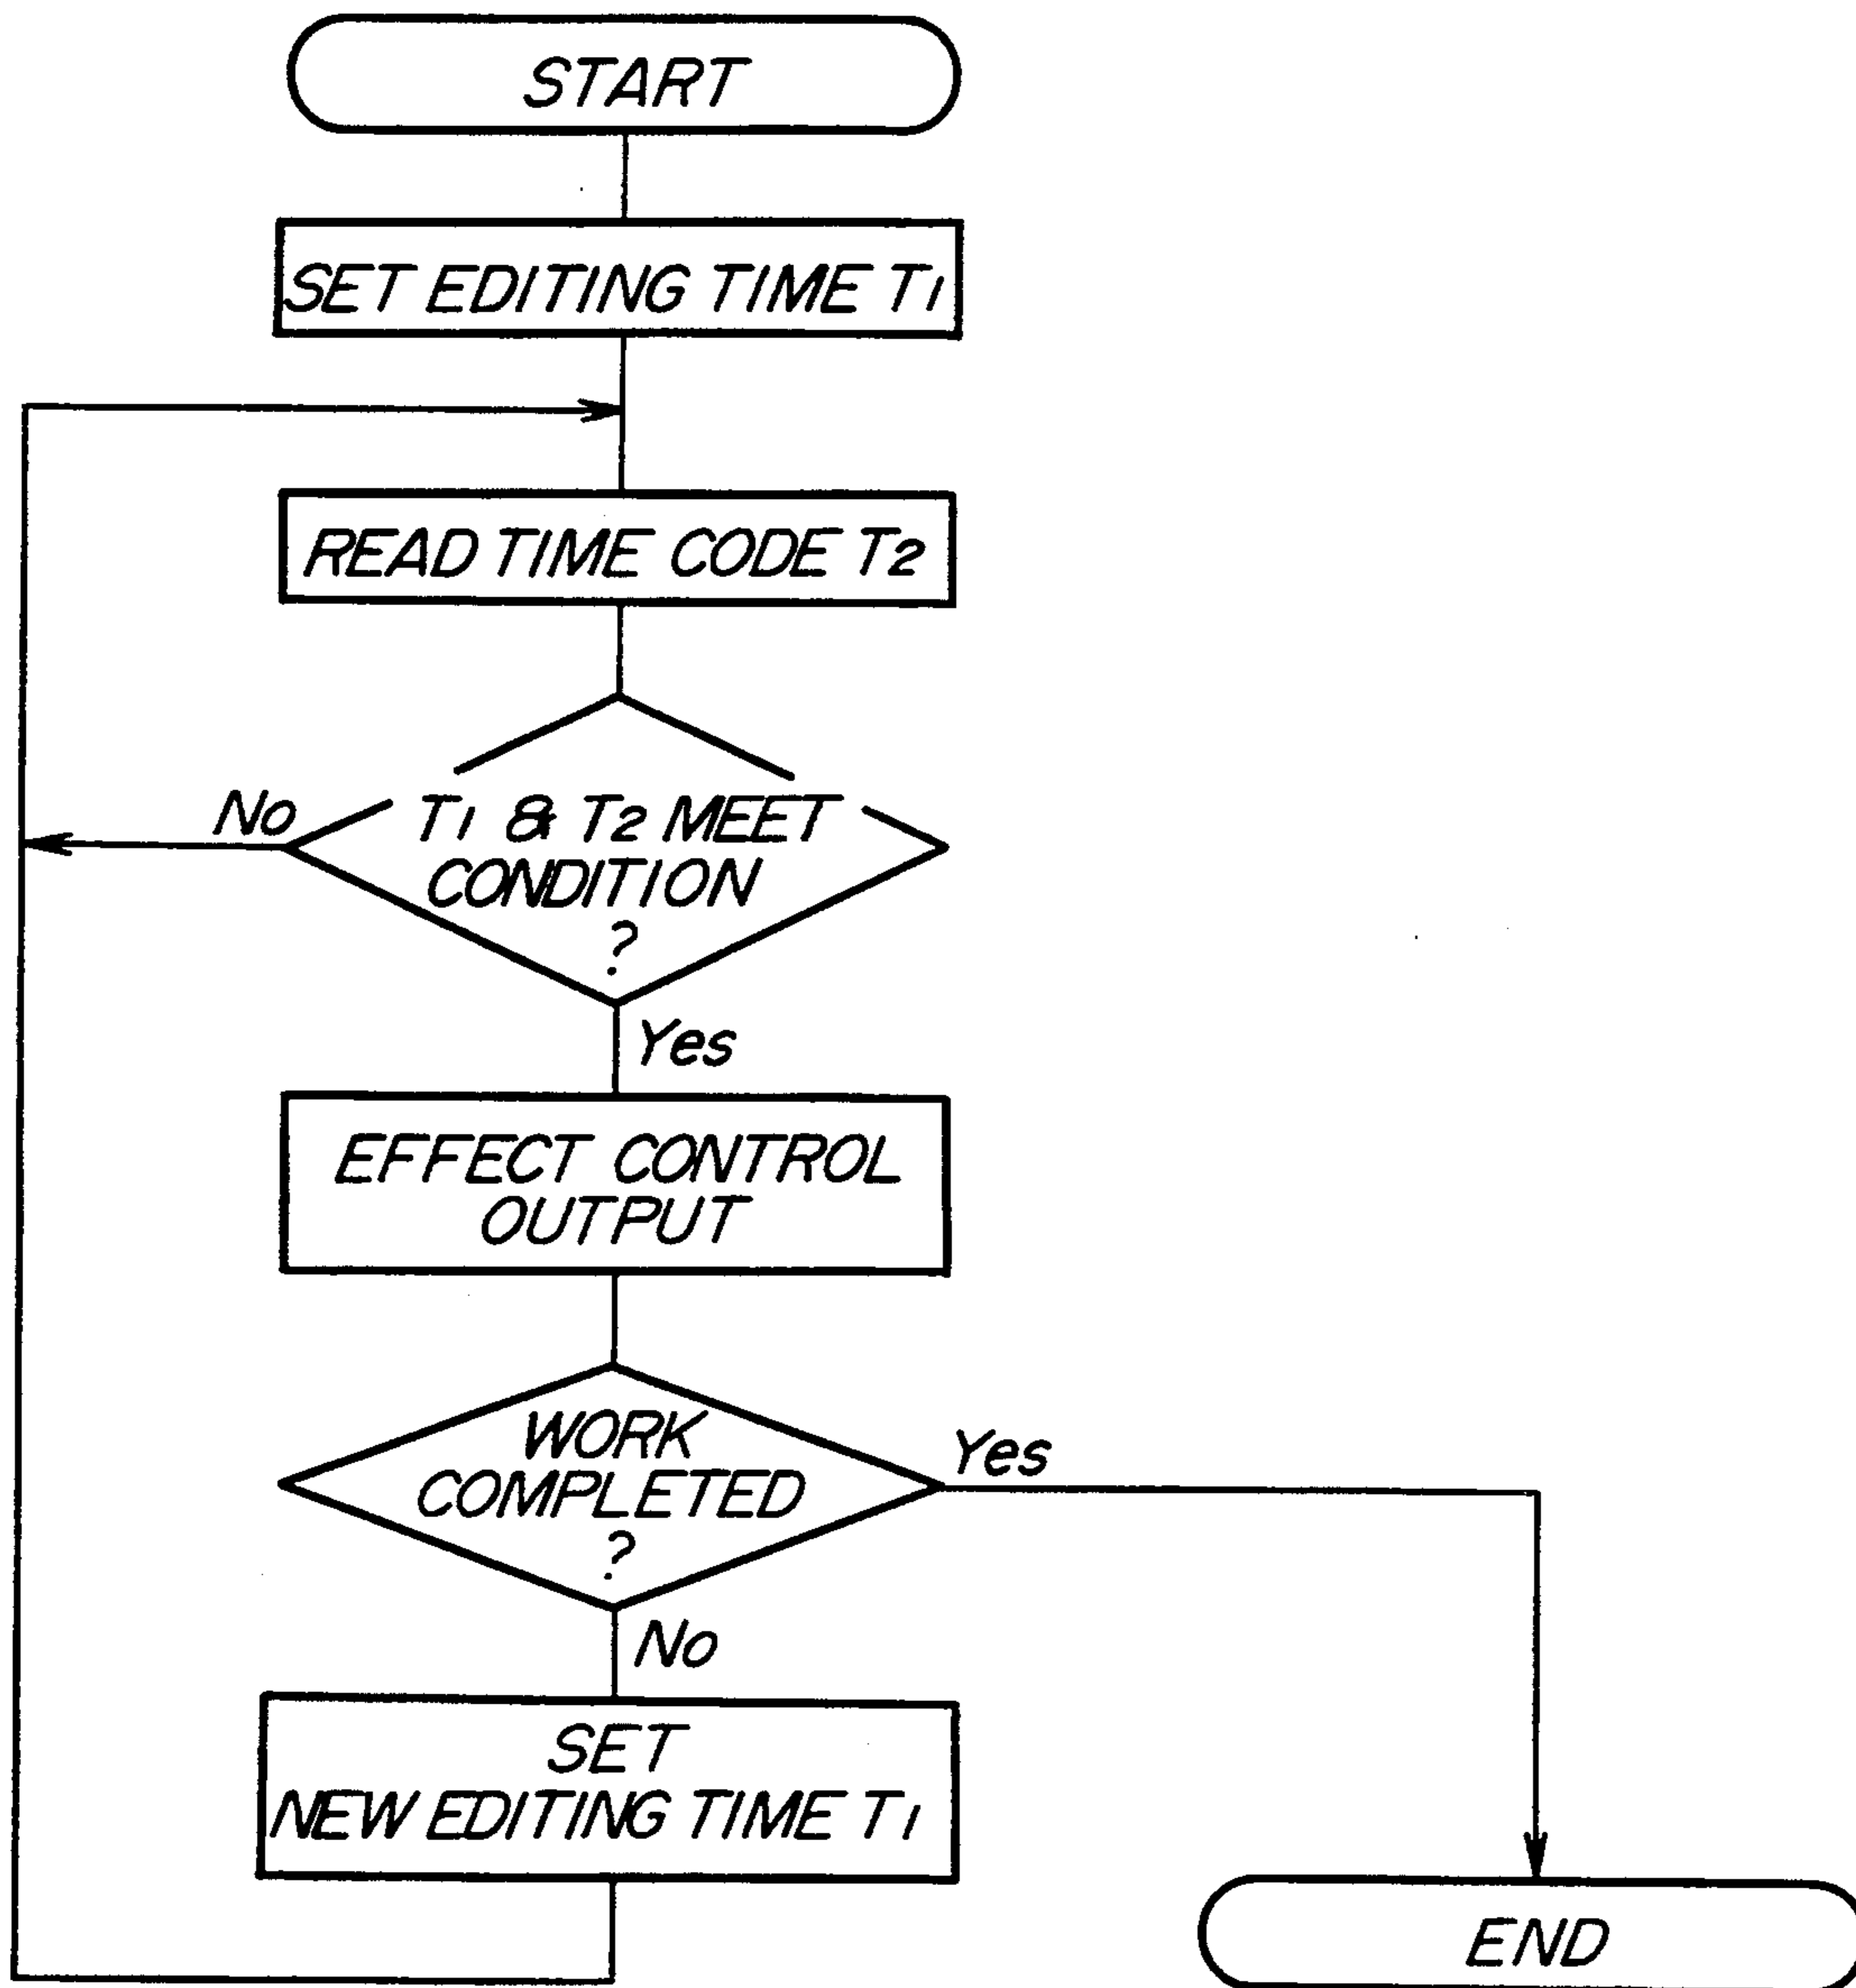 START
SET EDITING TIME T1
READ TIME CODE T2
No
T1 & T2 MEET
CONDITION
?
Yes
EFFECT CONTROL
OUTPUT
WORK
COMPLETED
?
Yes
No
SET
NEW EDITING TIME T1
END